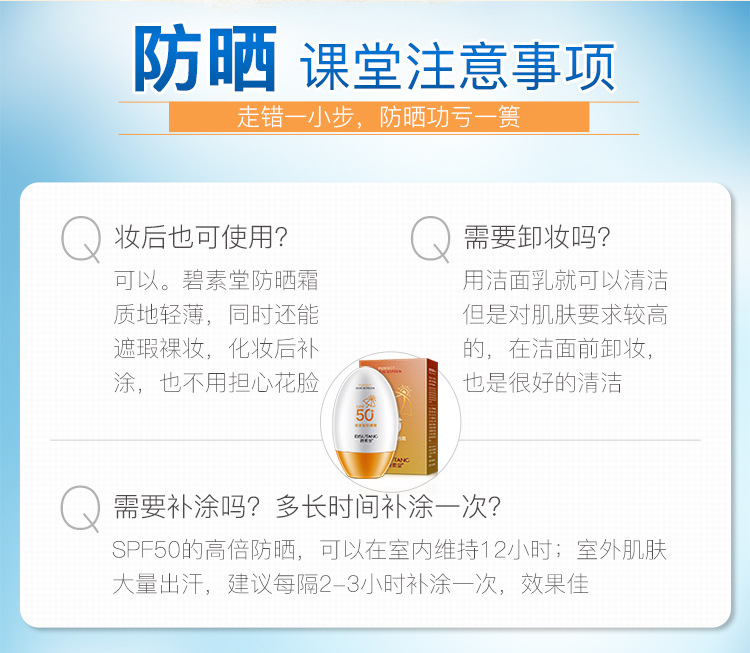 防晒 课堂注意事项
走错一小步，防晒功亏一篑
Q 妆后也可使用？
可以。碧素堂防晒霜
质地轻薄，同时还能
遮瑕裸妆，化妆后补
涂，也不用担心花脸
Q 需要卸妆吗？
用洁面乳就可以清洁
但是对肌肤要求较高
的，在洁面前卸妆，
也是很好的清洁
50
BISUTANG
碧素堂
Q 需要补涂吗？多长时间补涂一次？
SPF50的高倍防晒，可以在室内维持12小时；室外肌肤
大量出汗，建议每隔2-3小时补涂一次，效果佳